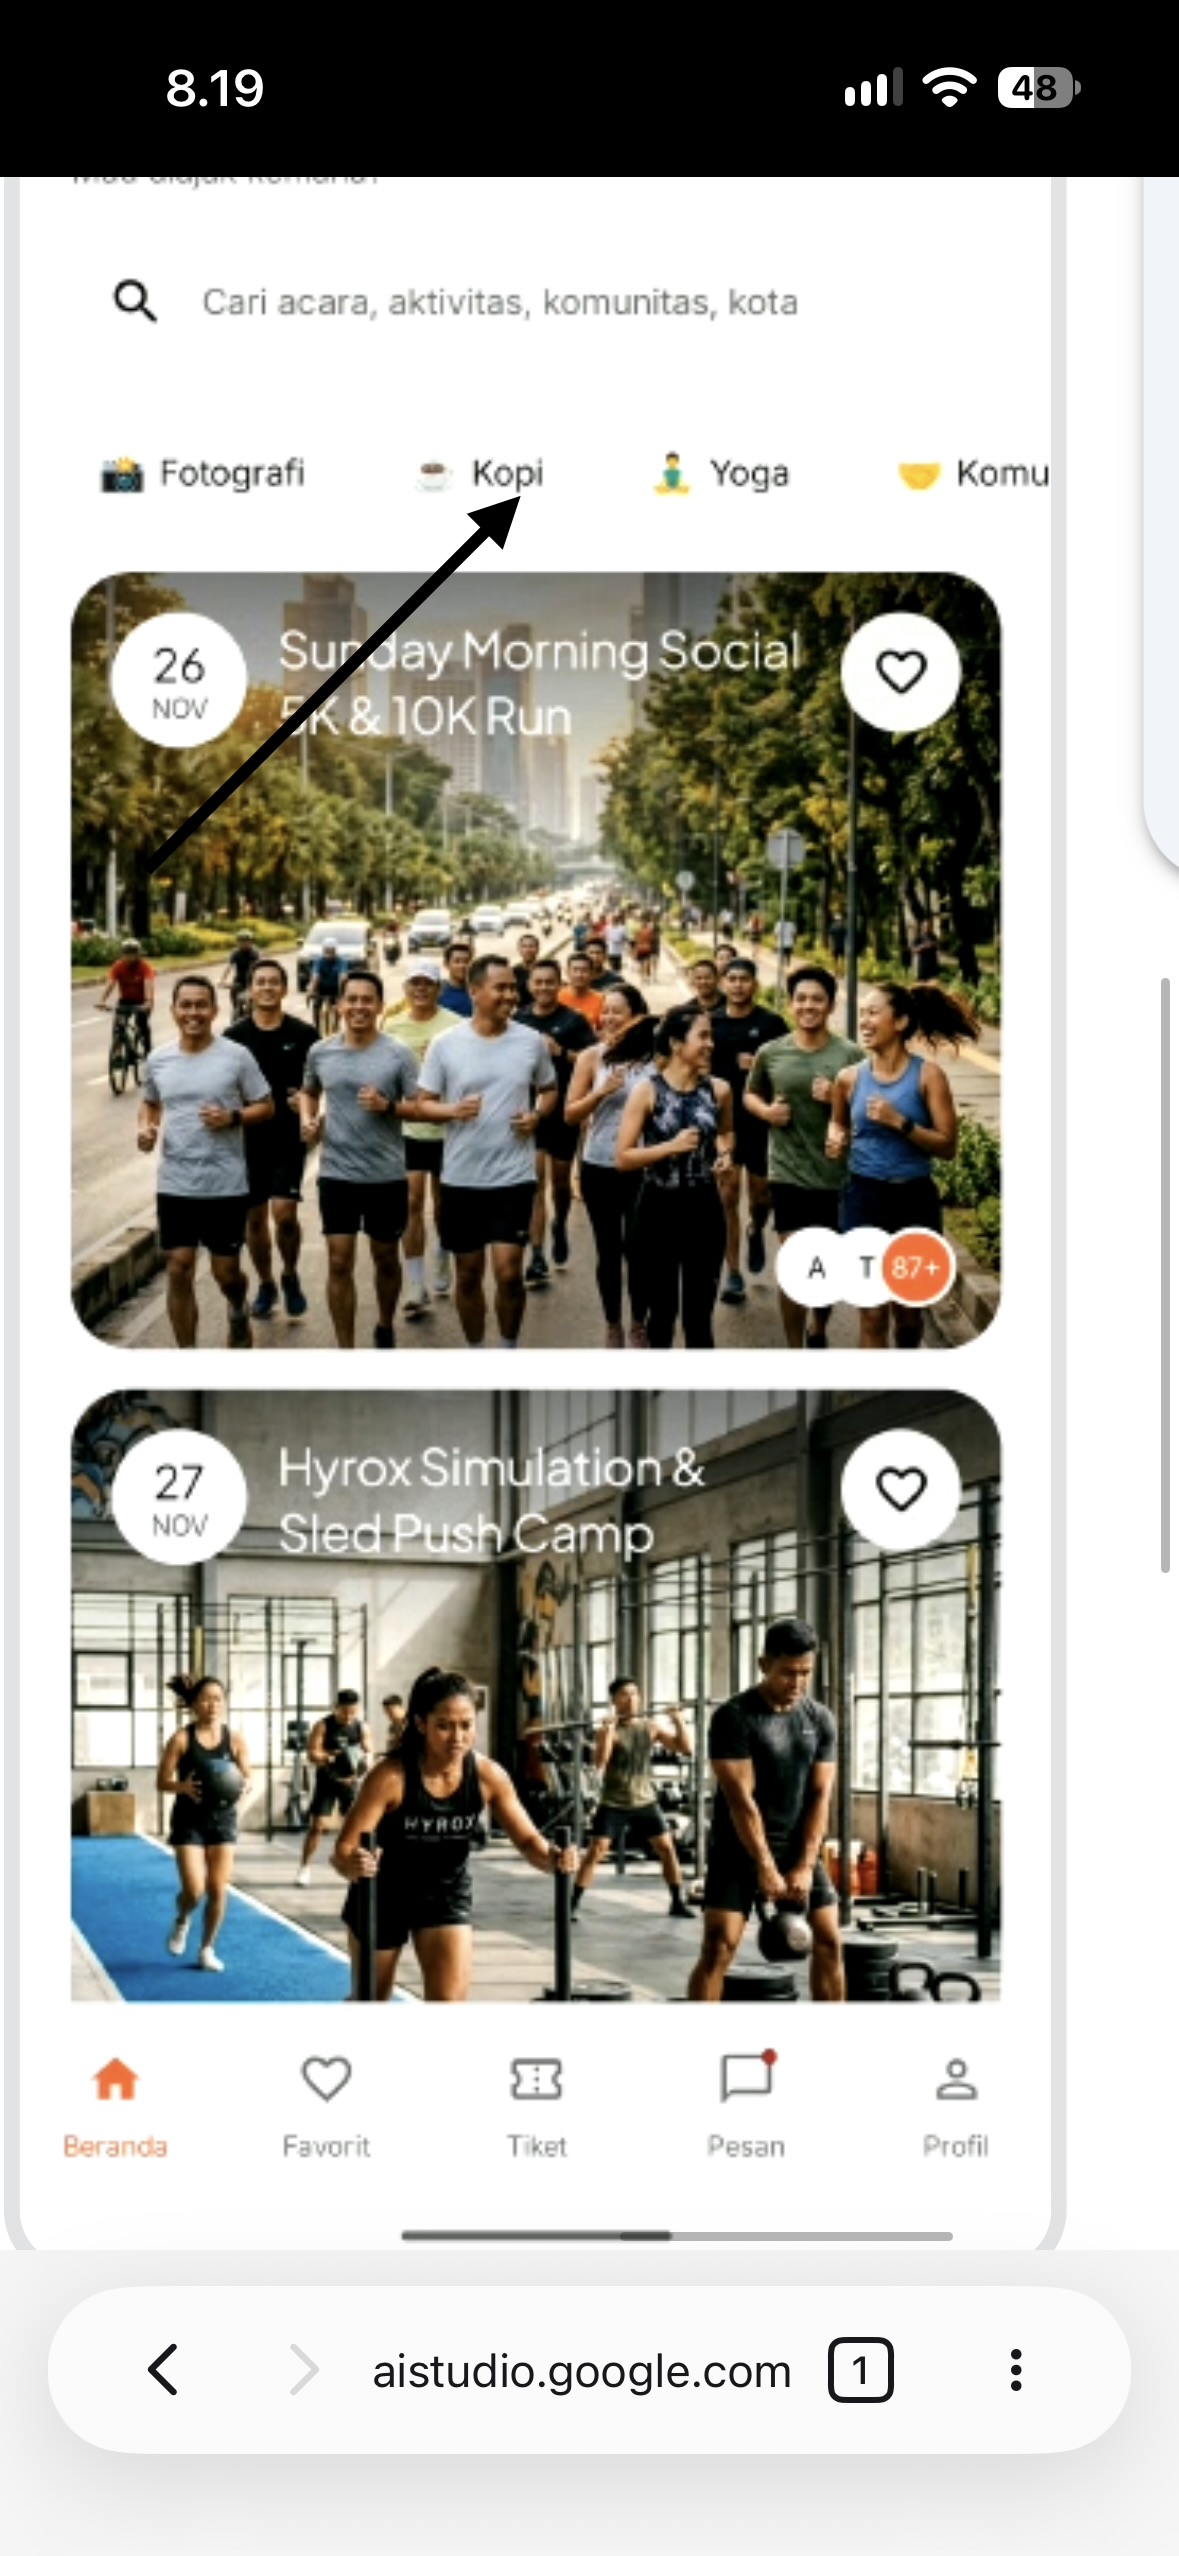 8.19
48
Cari acara, aktivitas, komunitas, kota
Fotografi
Kopi
Yoga
Komu
26
NOV
Sunday Morning Social
5K & 10K Run
A
T
87+
27
NOV
Hyrox Simulation &
Sled Push Camp
HYROX
Beranda
Favorit
Tiket
Pesan
Profil
aistudio.google.com
1